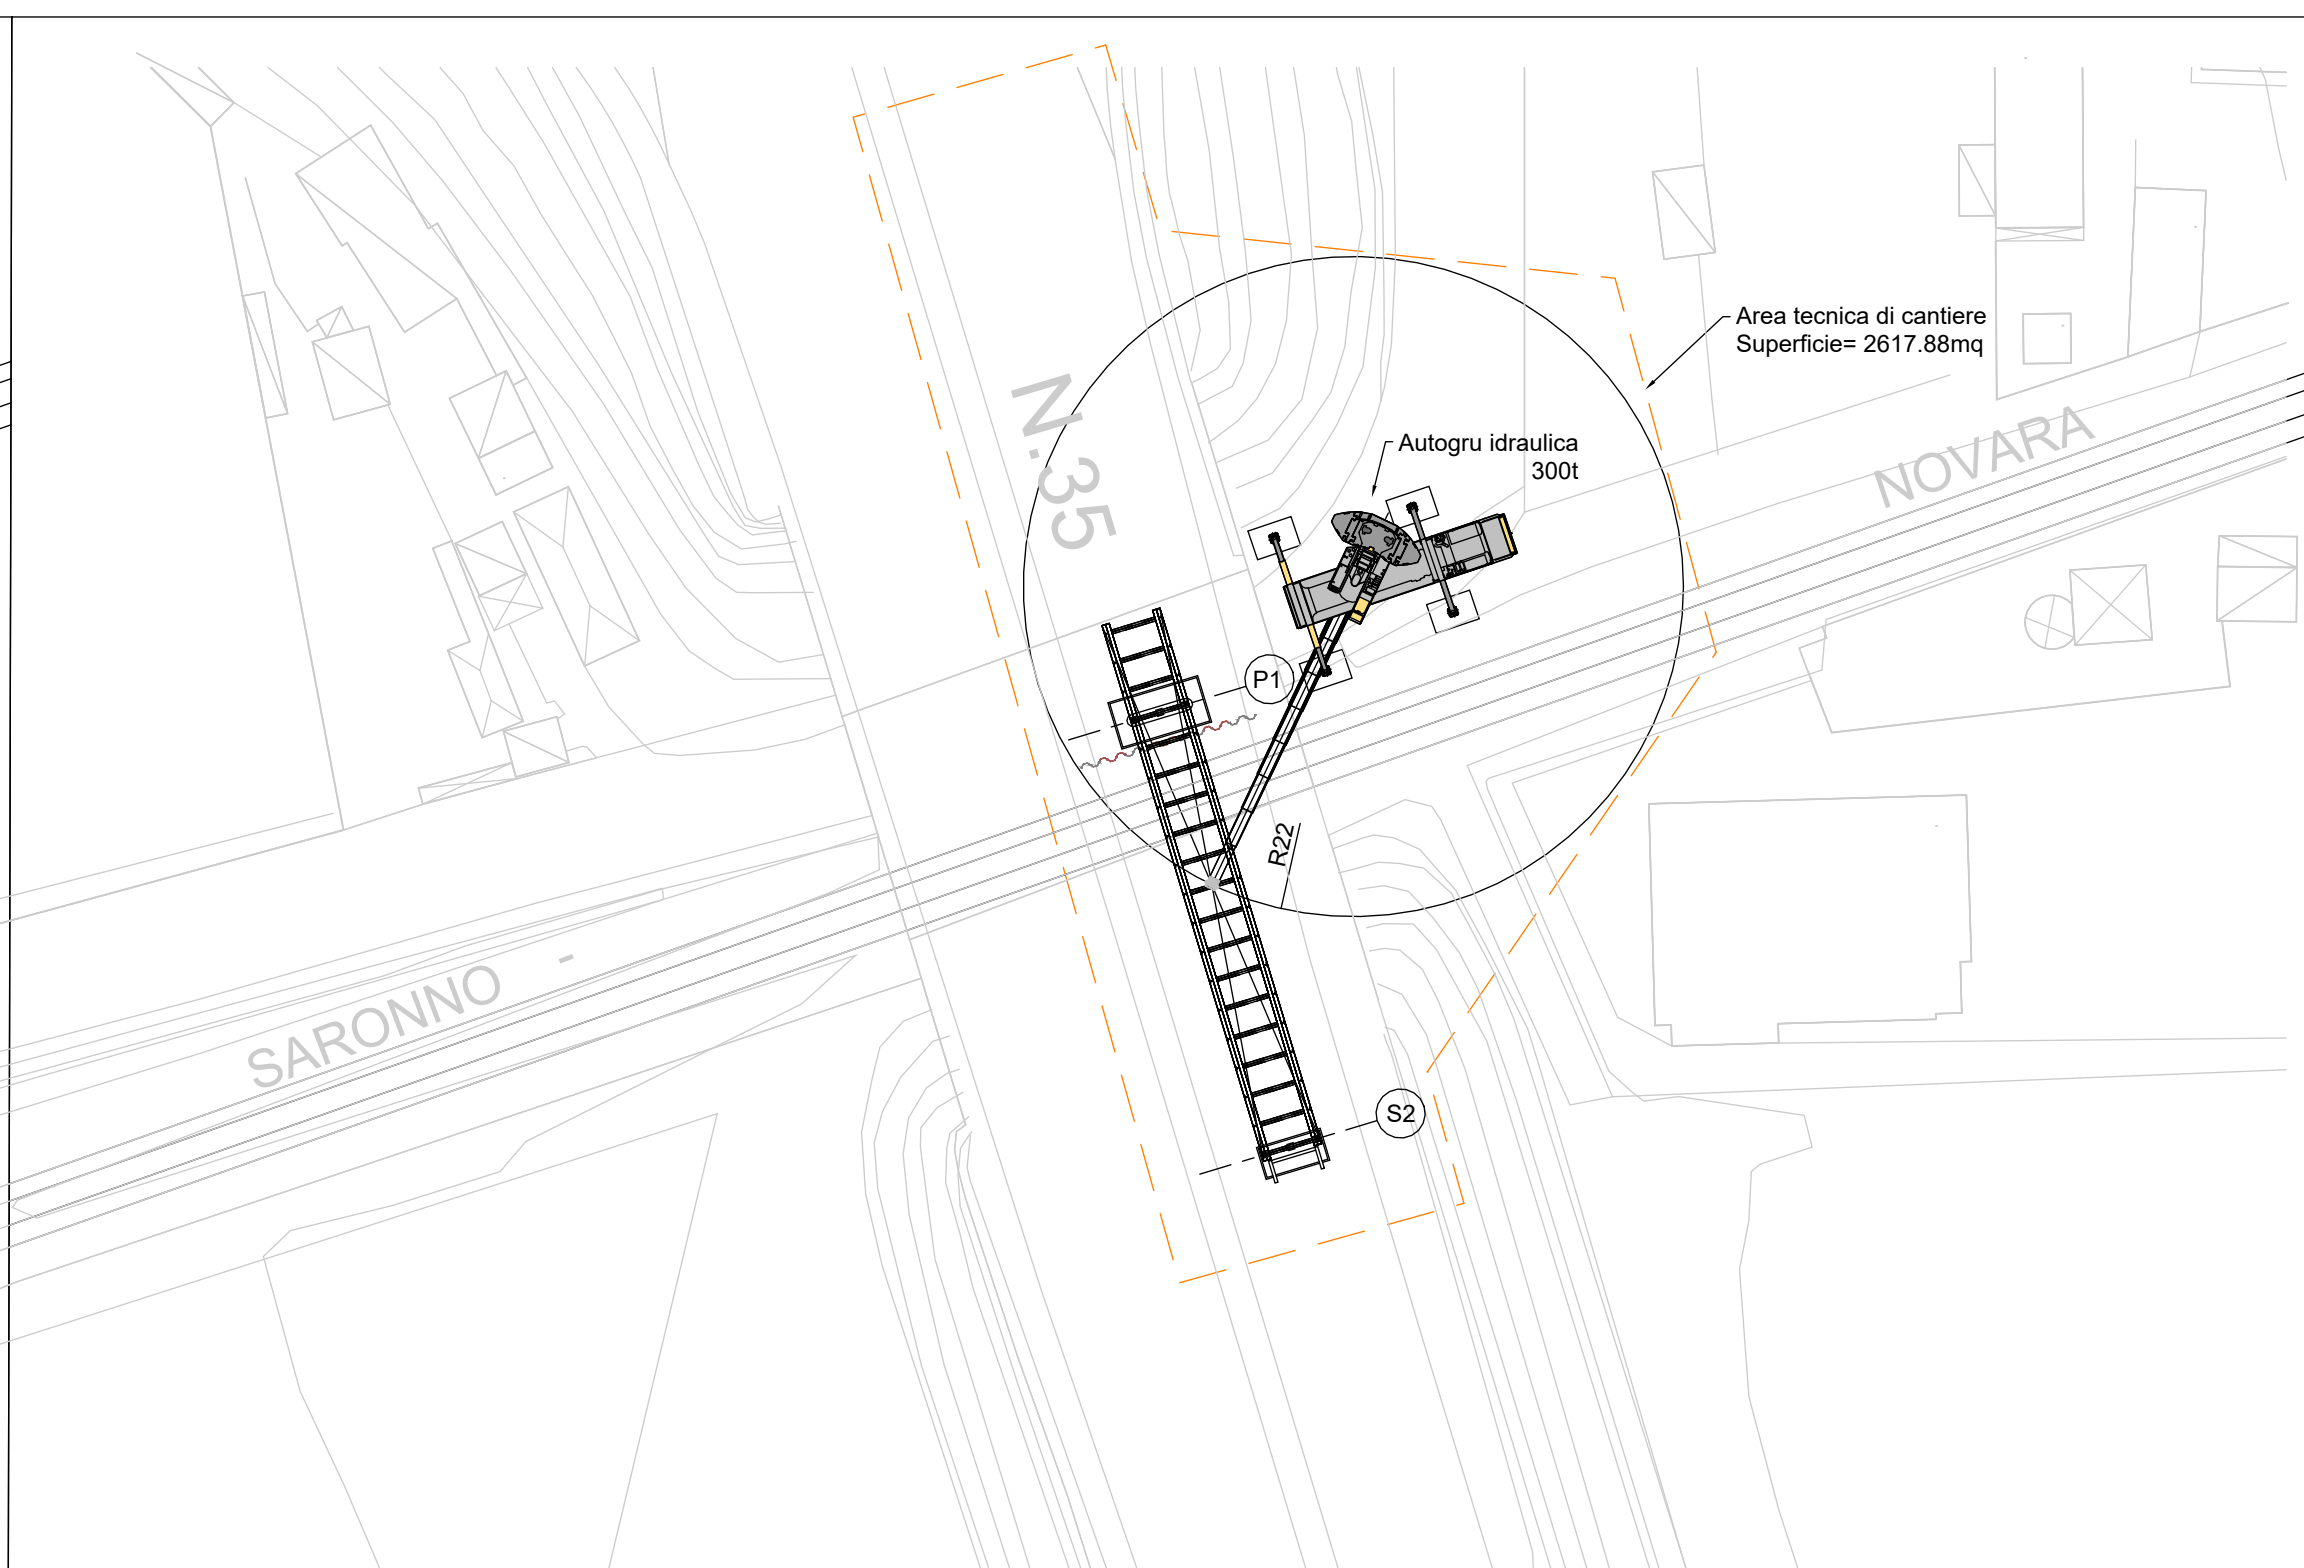 Area tecnica di cantiere
Superficie= 2617.88mq
N.35
Autogru idraulica
300t
NOVARA
P1
R22
SARONNO -
S2